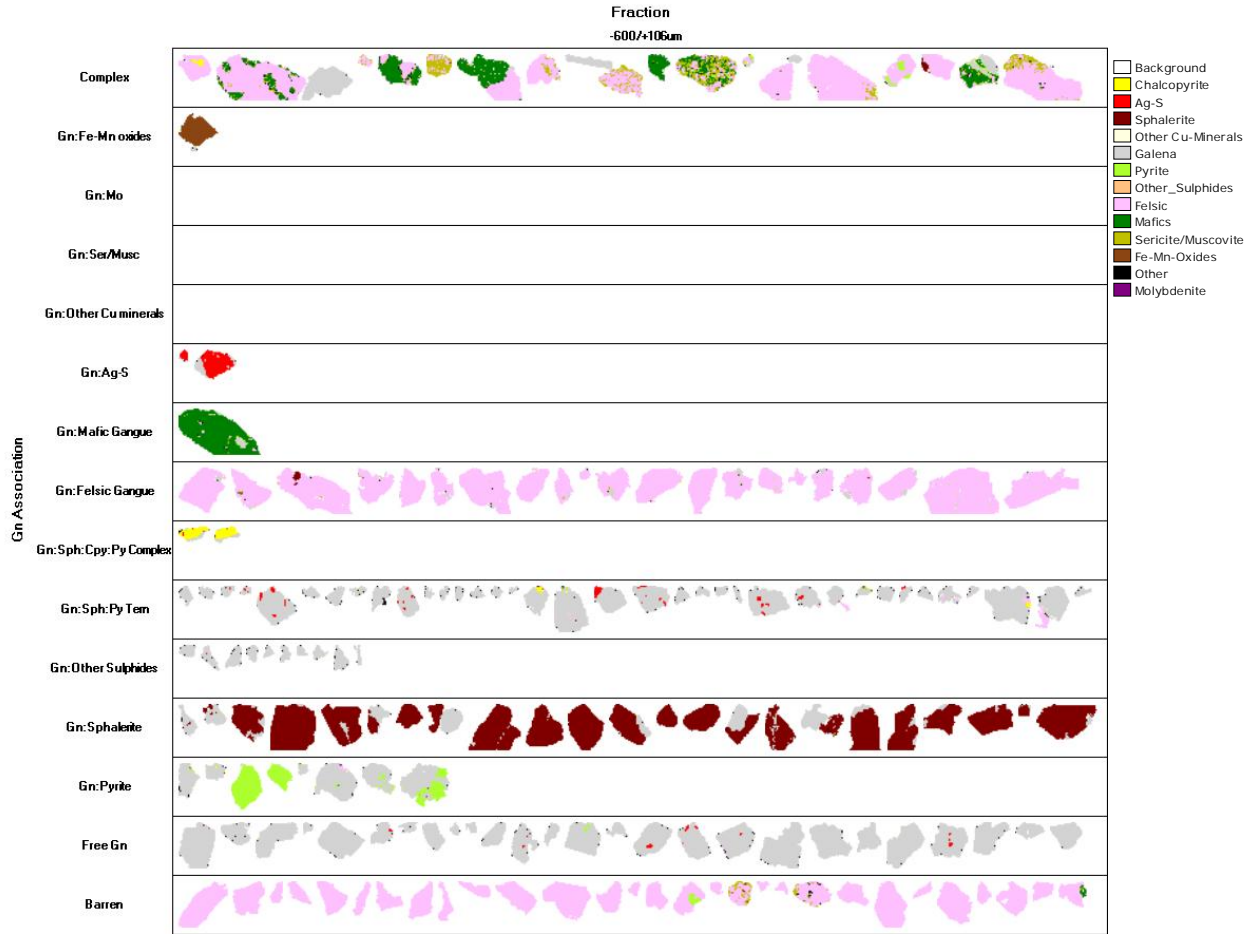 Fraction
-600/+106um
Complex
Gn:Fe-Mn oxides
Gn:Mo
Gn:Ser/Musc
Gn:Other Cu minerals
Gn:Ag-S
Gn:Mafic Gangue
Gn:Felsic Gangue
Gn:Sph:Cpy:Py Complex
Gn:Sph:Py Tern
Gn:Other Sulphides
Gn:Sphalerite
Gn:Pyrite
Free Gn
Barren
Gn Association
Background
Chalcopyrite
Ag-S
Sphalerite
Other Cu-Minerals
Galena
Pyrite
Other_Sulphides
Felsic
Mafics
Sericite/Muscovite
Fe-Mn-Oxides
Other
Molybdenite